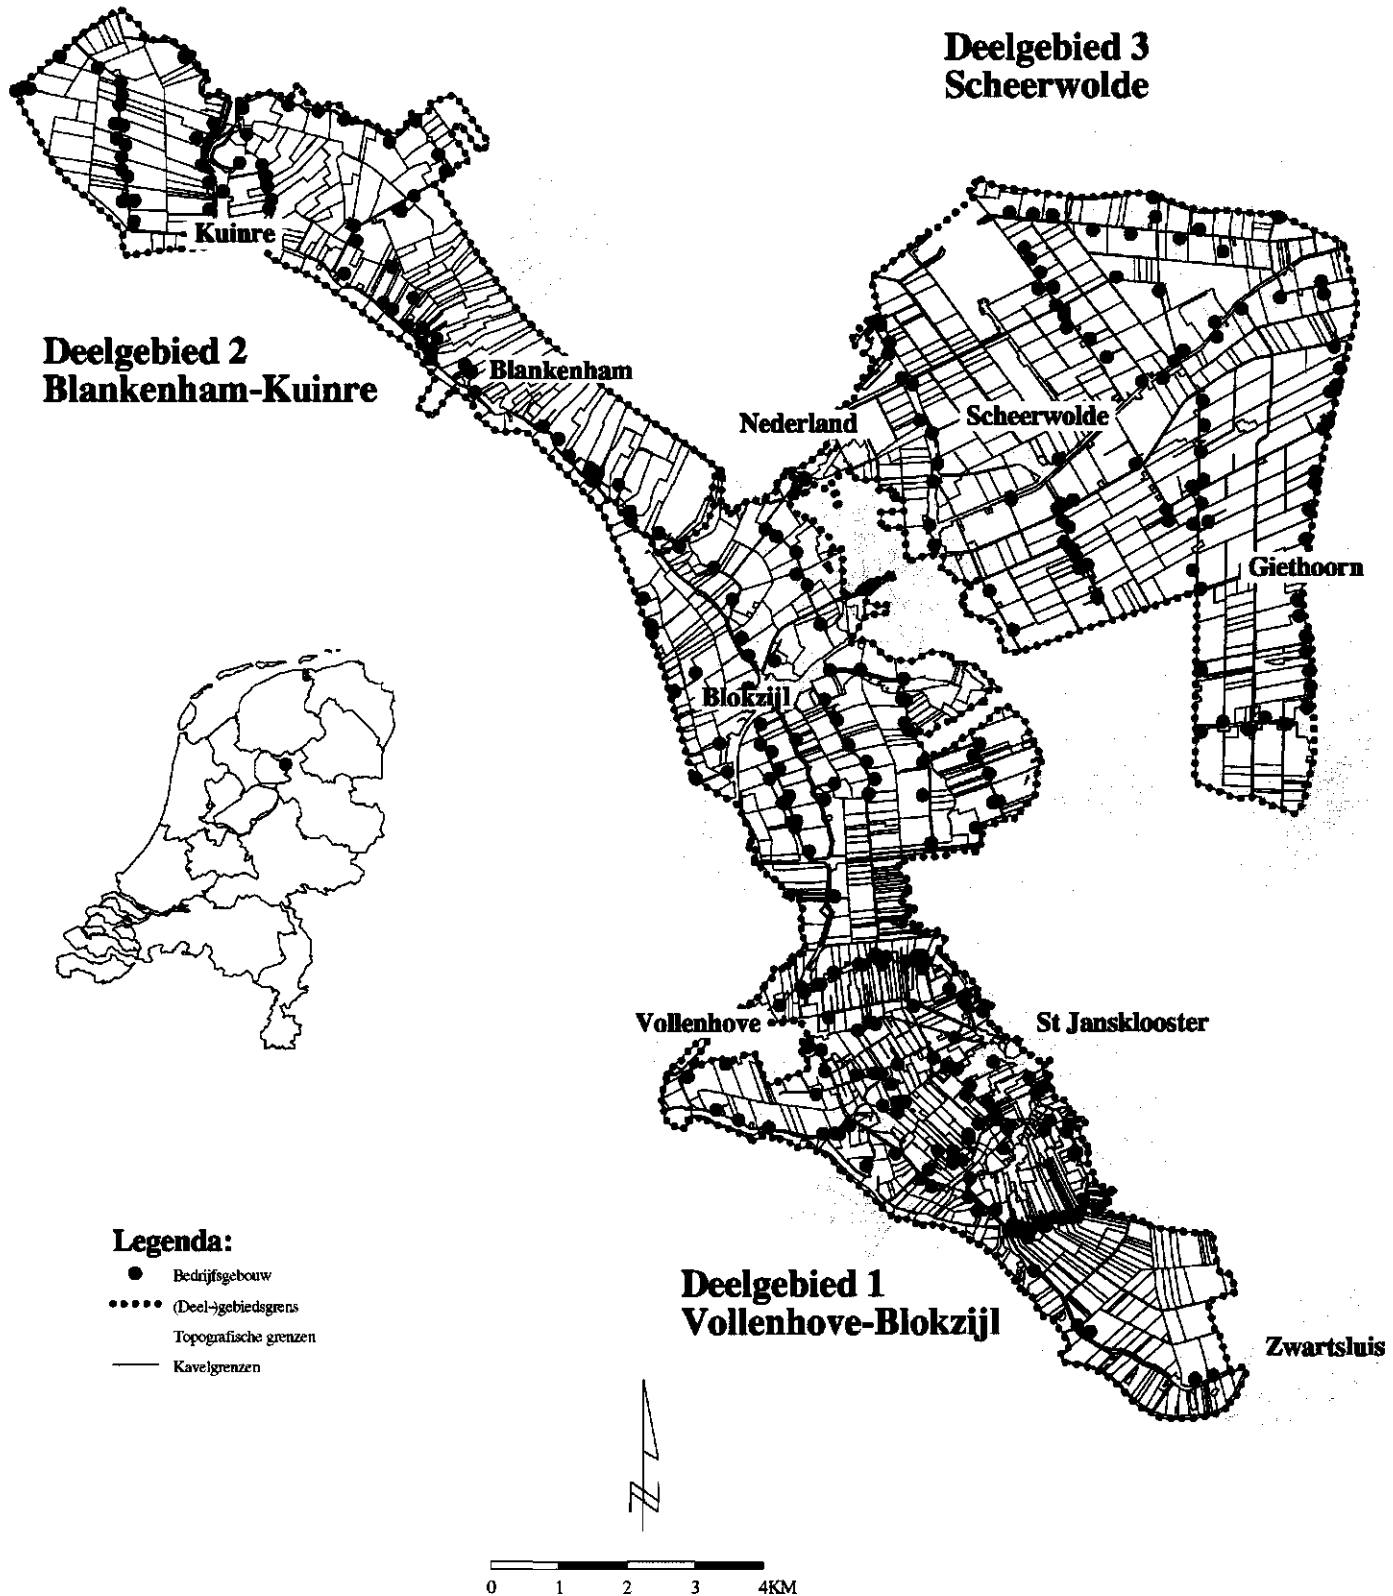 Deelgebied 3
Scheerwolde
Kuinre
Deelgebied 2
Blankenham-Kuinre
Blankenham
Nederland
Scheerwolde
Giethoorn
Blokzijl
Vollenhove
St Jansklooster
Legenda:
Bedrijfsgebouw
(Deel-)gebiedsgrens
Topografische grenzen
Kavelgrenzen
Deelgebied 1
Vollenhove-Blokzijl
Zwartsluis
N
0 1 2 3 4KM